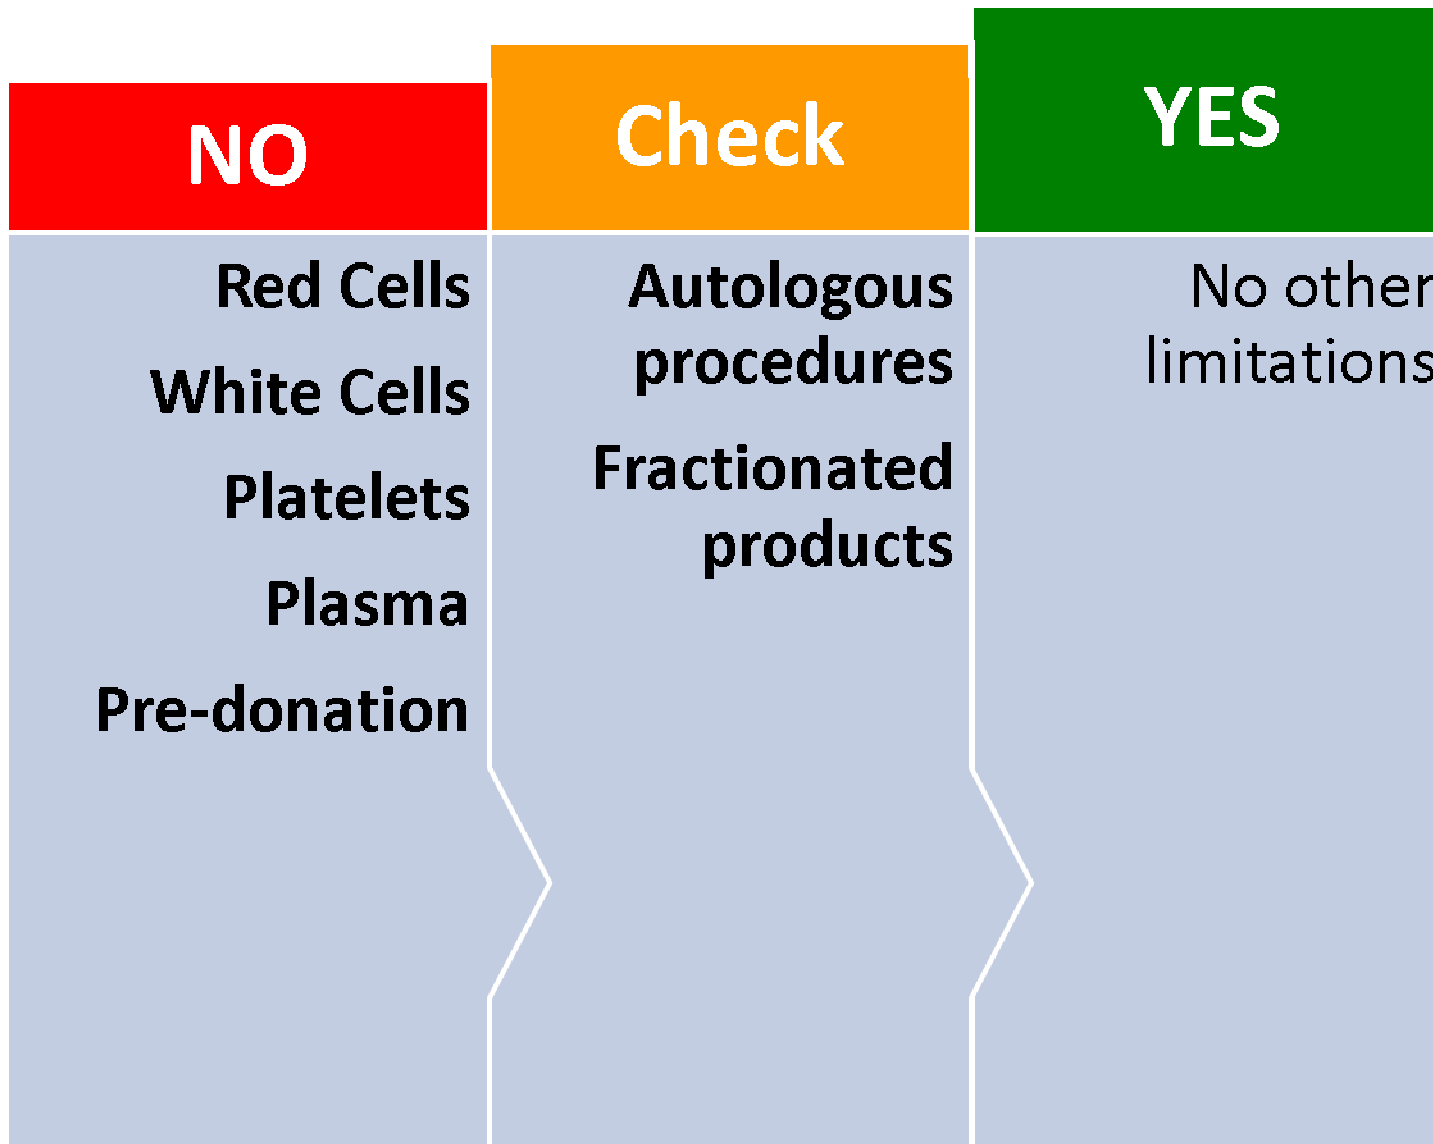 NO
Red Cells
White Cells
Platelets
Plasma
Pre-donation
Check
Autologous
procedures
Fractionated
products
YES
No other
limitations